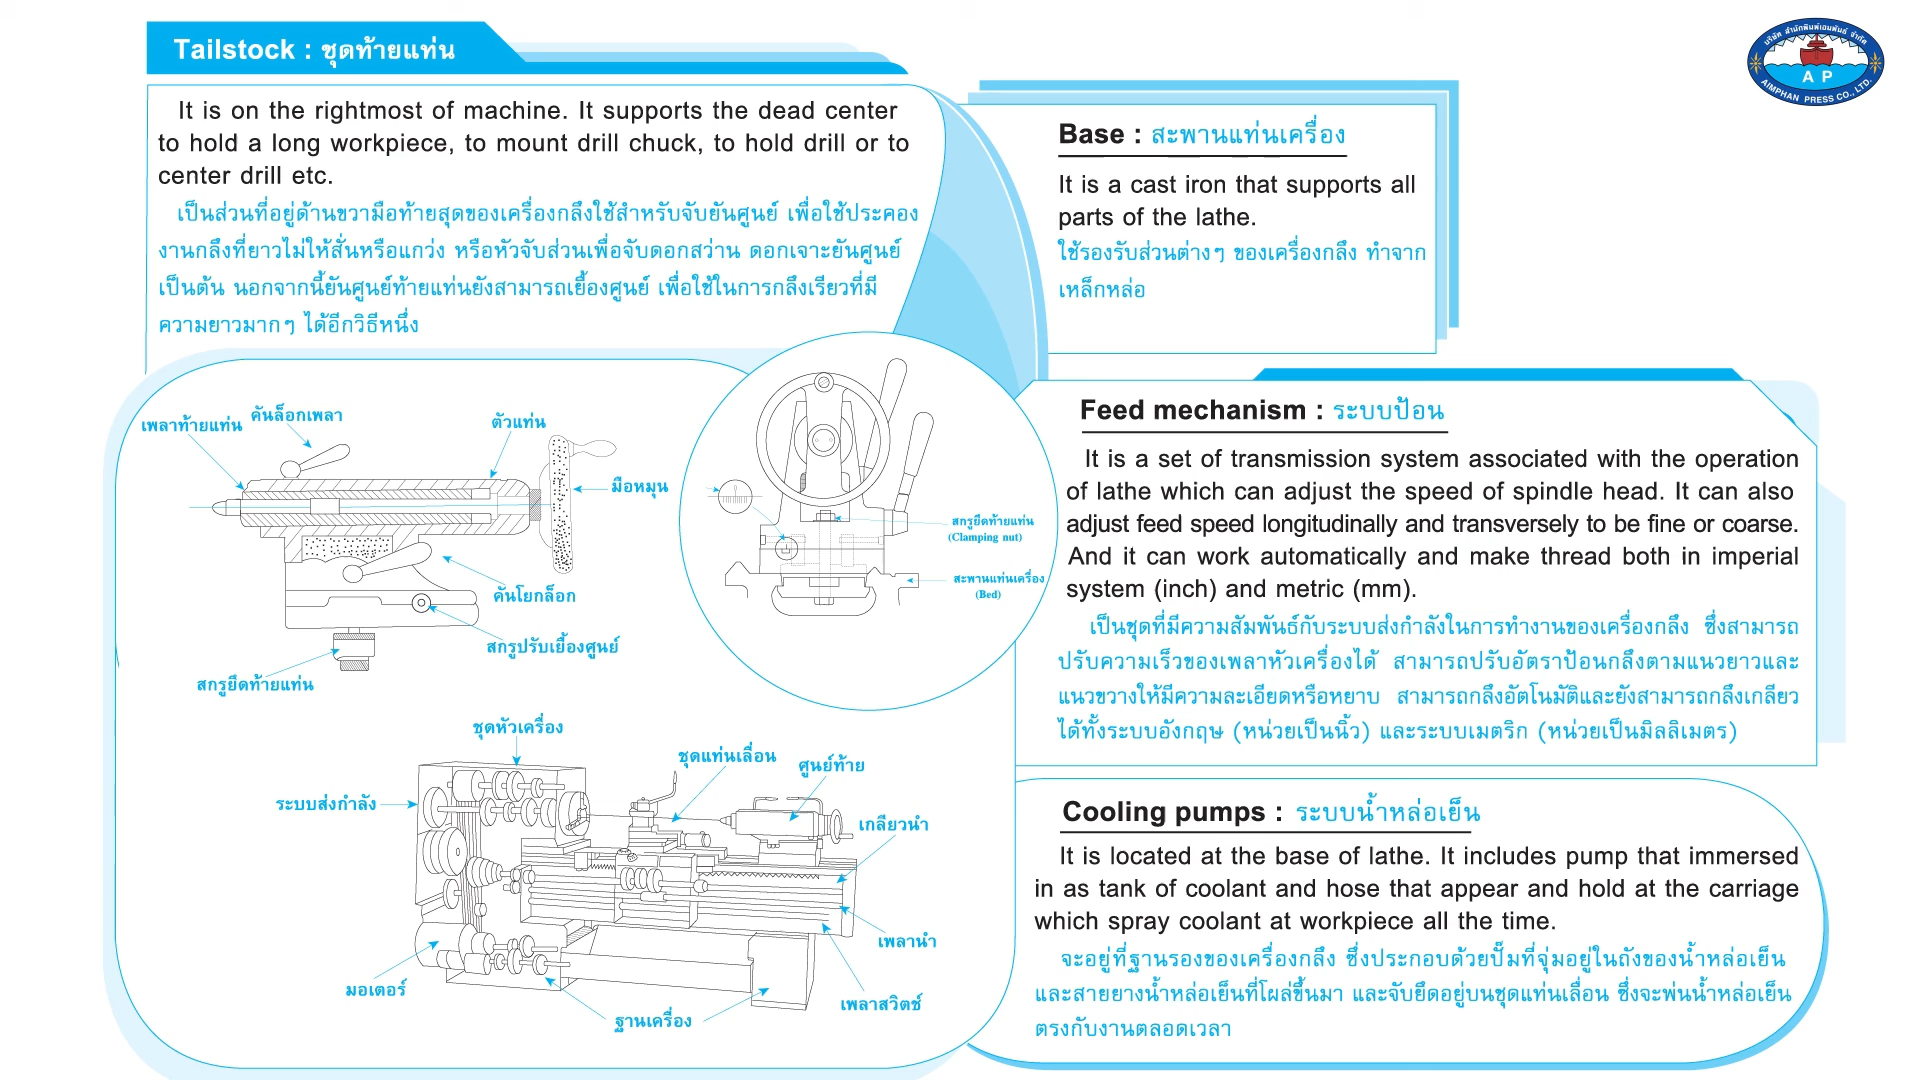 Tailstock : ชุดท้ายแท่น
It is on the rightmost of machine. It supports the dead center
to hold a long workpiece, to mount drill chuck, to hold drill or to
center drill etc.
เป็นส่วนที่อยู่ด้านขวามือท้ายสุดของเครื่องกลึงใช้สำหรับจับยันศูนย์ เพื่อใช้ประคอง
งานกลึงที่ยาวไม่ให้สั่นหรือแกว่ง หรือหัวจับส่วนเพื่อจับดอกสว่าน ดอกเจาะยันศูนย์
เป็นต้น นอกจากนี้ยันศูนย์ท้ายแท่นยังสามารถเยื้องศูนย์ เพื่อใช้ในการกลึงเรียวที่มี
ความยาวมากๆ ได้อีกวิธีหนึ่ง
บริษัท สำนักพิมพ์เอมพันธ์ จำกัด
A P
AIMPHAN PRESS CO., LTD.
Base : สะพานแท่นเครื่อง
It is a cast iron that supports all
parts of the lathe.
ใช้รองรับส่วนต่างๆ ของเครื่องกลึง ทำจาก
เหล็กหล่อ
เพลาท้ายแท่น
คันล็อกเพลา
ตัวแท่น
มือหมุน
คันโยกล็อก
สกรูปรับเยื้องศูนย์
สกรูยึดท้ายแท่น
สกรูยึดท้ายแท่น
(Clamping nut)
สะพานแท่นเครื่อง
(Bed)
ชุดหัวเครื่อง
ชุดแท่นเลื่อน
ศูนย์ท้าย
ระบบส่งกำลัง
เกลียวนำ
เพลานำ
มอเตอร์
เพลาสวิตช์
ฐานเครื่อง
Feed mechanism : ระบบป้อน
It is a set of transmission system associated with the operation
of lathe which can adjust the speed of spindle head. It can also
adjust feed speed longitudinally and transversely to be fine or coarse.
And it can work automatically and make thread both in imperial
system (inch) and metric (mm).
เป็นชุดที่มีความสัมพันธ์กับระบบส่งกำลังในการทำงานของเครื่องกลึง ซึ่งสามารถ
ปรับความเร็วของเพลาหัวเครื่องได้ สามารถปรับอัตราป้อนกลึงตามแนวยาวและ
แนวขวางให้มีความละเอียดหรือหยาบ สามารถกลึงอัตโนมัติและยังสามารถกลึงเกลียว
ได้ทั้งระบบอังกฤษ (หน่วยเป็นนิ้ว) และระบบเมตริก (หน่วยเป็นมิลลิเมตร)
Cooling pumps : ระบบน้ำหล่อเย็น
It is located at the base of lathe. It includes pump that immersed
in as tank of coolant and hose that appear and hold at the carriage
which spray coolant at workpiece all the time.
จะอยู่ที่ฐานรองของเครื่องกลึง ซึ่งประกอบด้วยปั๊มที่จุ่มอยู่ในถังของน้ำหล่อเย็น
และสายยางน้ำหล่อเย็นที่โผล่ขึ้นมา และจับยึดอยู่บนชุดแท่นเลื่อน ซึ่งจะพ่นน้ำหล่อเย็น
ตรงกับงานตลอดเวลา